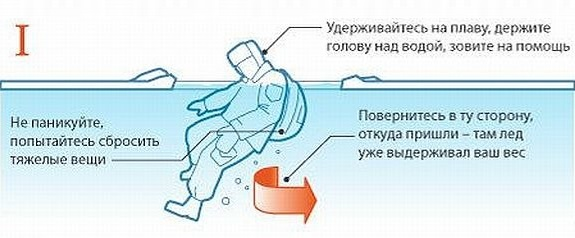 I
Удерживайтесь на плаву, держите
голову над водой, зовите на помощь
Не паникуйте,
попытайтесь сбросить
тяжелые вещи
Повернитесь в ту сторону,
откуда пришли – там лед
уже выдерживал ваш вес